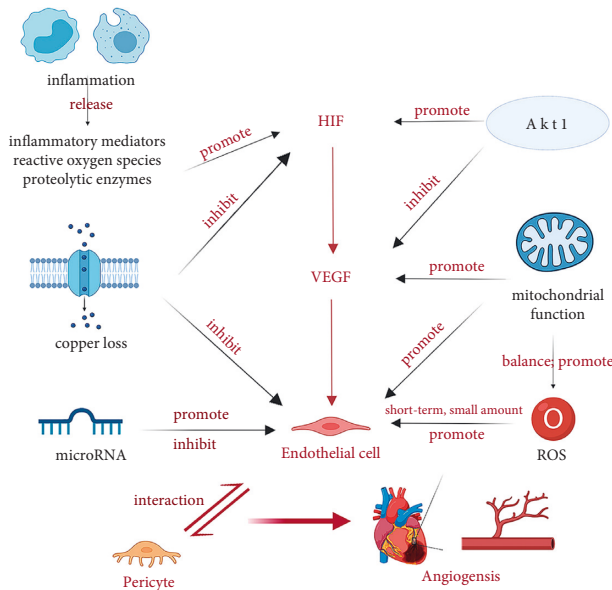 inflammation
release
inflammatory mediators
reactive oxygen species
proteolytic enzymes
promote
inhibit
HIF
promote
Akt1
inhibit
VEGF
promote
mitochondrial
function
copper loss
inhibit
promote
balance; promote
microRNA
promote
inhibit
Endothelial cell
short-term, small amount
promote
O
ROS
interaction
Pericyte
Angiogensis